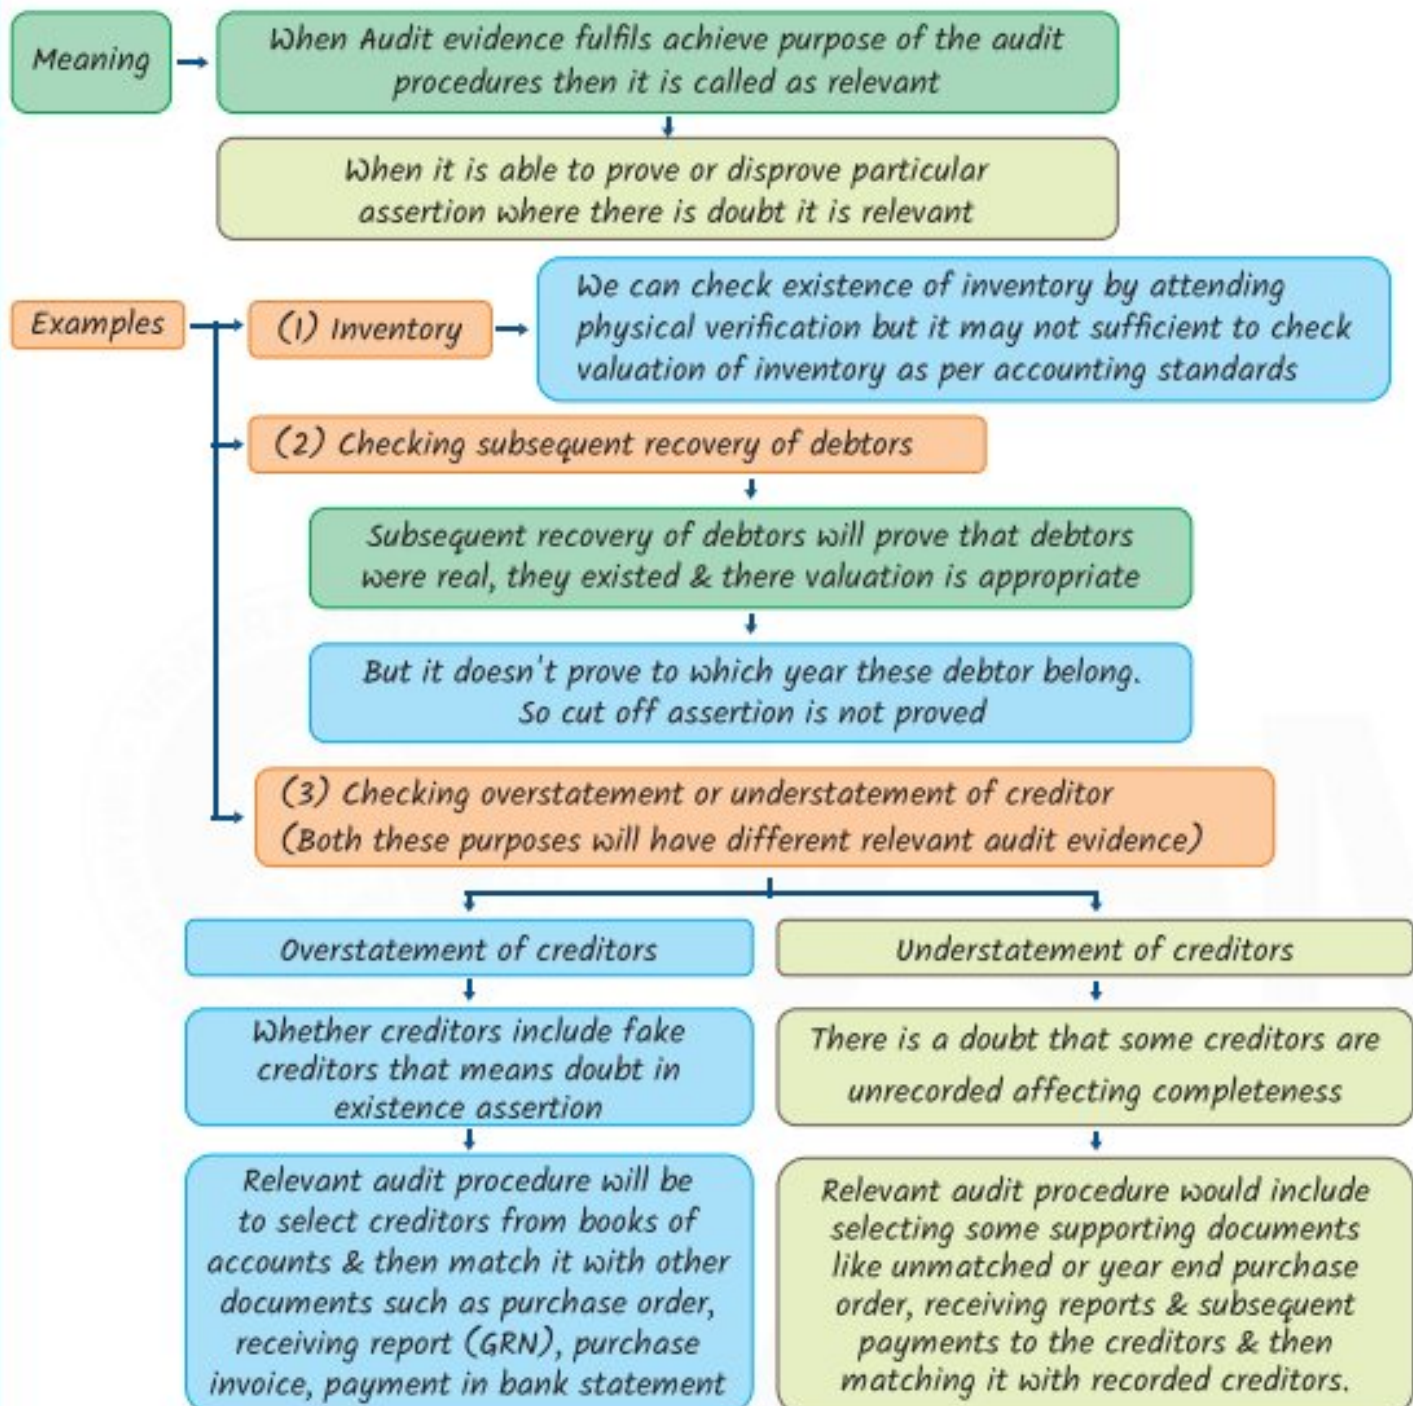 Meaning
When Audit evidence fulfils achieve purpose of the audit
procedures then it is called as relevant
When it is able to prove or disprove particular
assertion where there is doubt it is relevant
Examples
(1) Inventory
We can check existence of inventory by attending
physical verification but it may not sufficient to check
valuation of inventory as per accounting standards
(2) Checking subsequent recovery of debtors
Subsequent recovery of debtors will prove that debtors
were real, they existed & there valuation is appropriate
But it doesn't prove to which year these debtor belong.
So cut off assertion is not proved
(3) Checking overstatement or understatement of creditor
(Both these purposes will have different relevant audit evidence)
Overstatement of creditors
Whether creditors include fake
creditors that means doubt in
existence assertion
Relevant audit procedure will be
to select creditors from books of
accounts & then match it with other
documents such as purchase order,
receiving report (GRN), purchase
invoice, payment in bank statement
Understatement of creditors
There is a doubt that some creditors are
unrecorded affecting completeness
Relevant audit procedure would include
selecting some supporting documents
like unmatched or year end purchase
order, receiving reports & subsequent
payments to the creditors & then
matching it with recorded creditors.